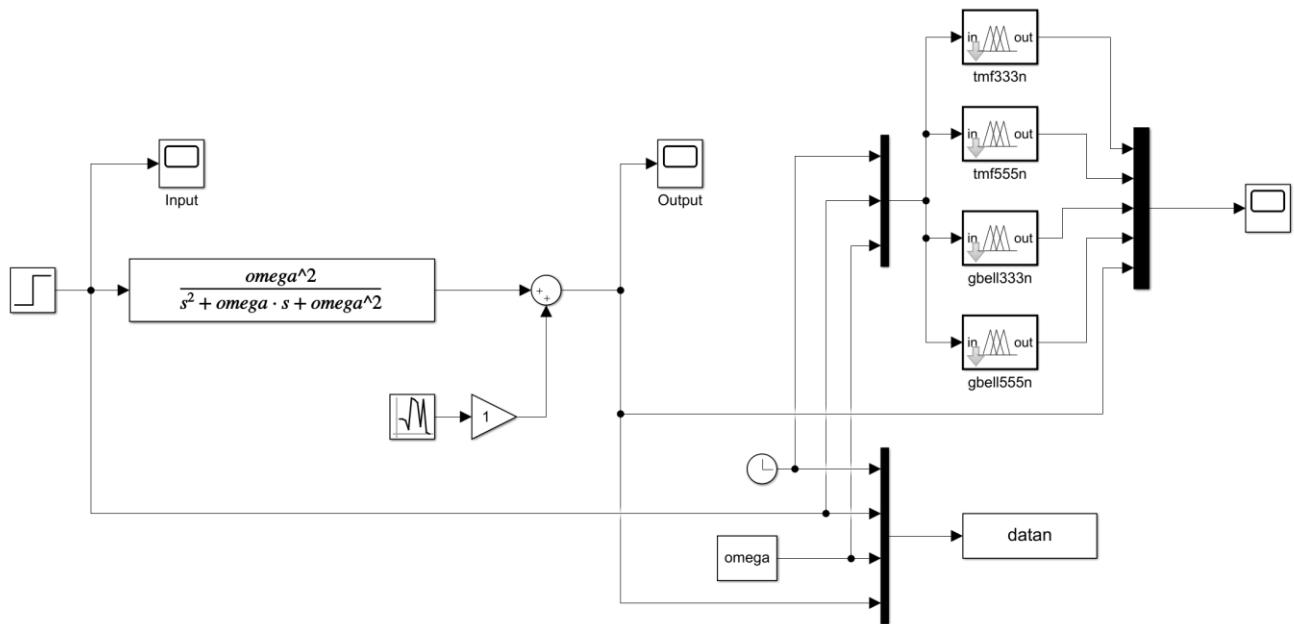 in out
tmf333n
in out
tmf555n
Input
Output
in out
gbell333n
omega^2
s² + omega · s + omega^2
+
+
in out
gbell555n
1
datan
omega